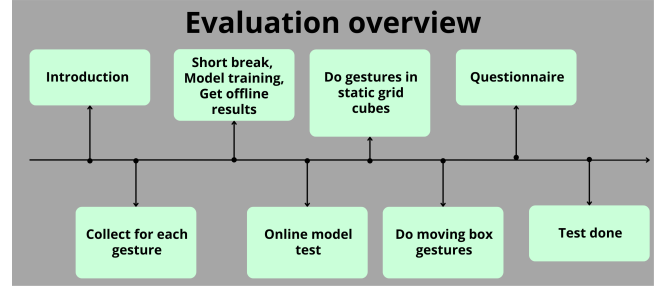 Evaluation overview
Introduction
Short break,
Model training,
Get offline
results
Do gestures in
static grid
cubes
Questionnaire
Collect for each
gesture
Online model
test
Do moving box
gestures
Test done